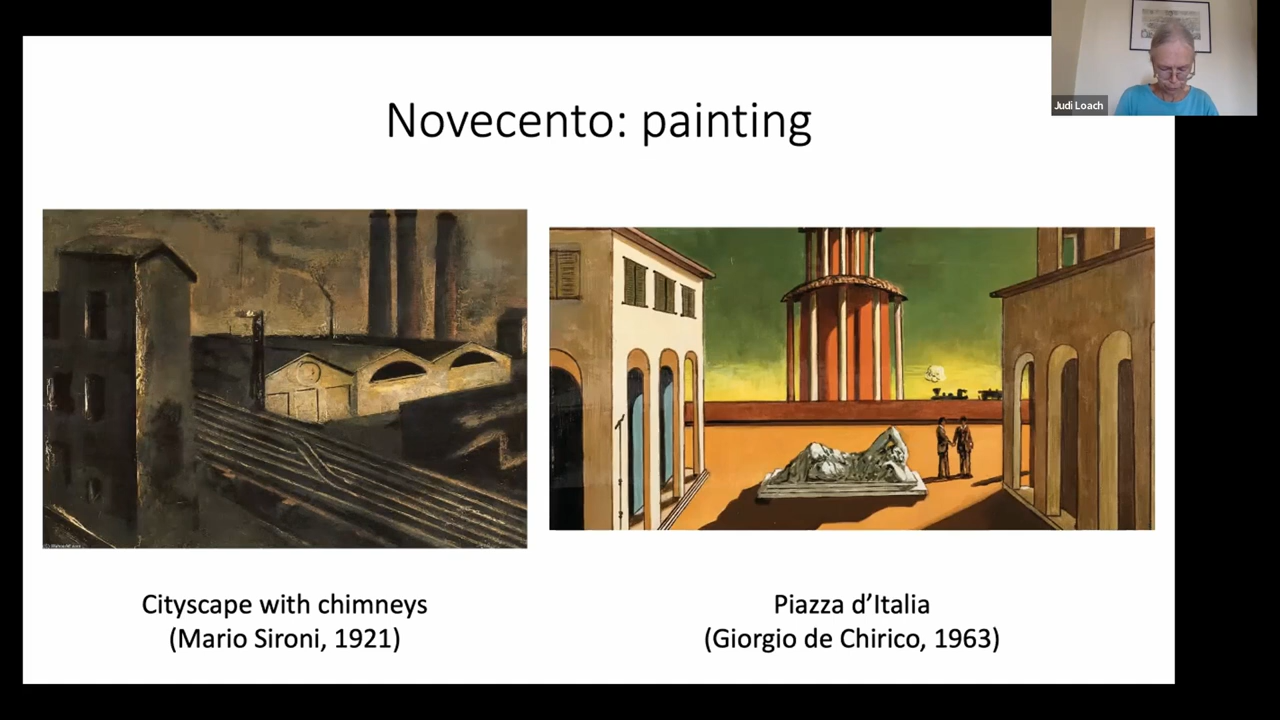 Judi Loach
Novecento: painting
Cityscape with chimneys
(Mario Sironi, 1921)
Piazza d’Italia
(Giorgio de Chirico, 1963)